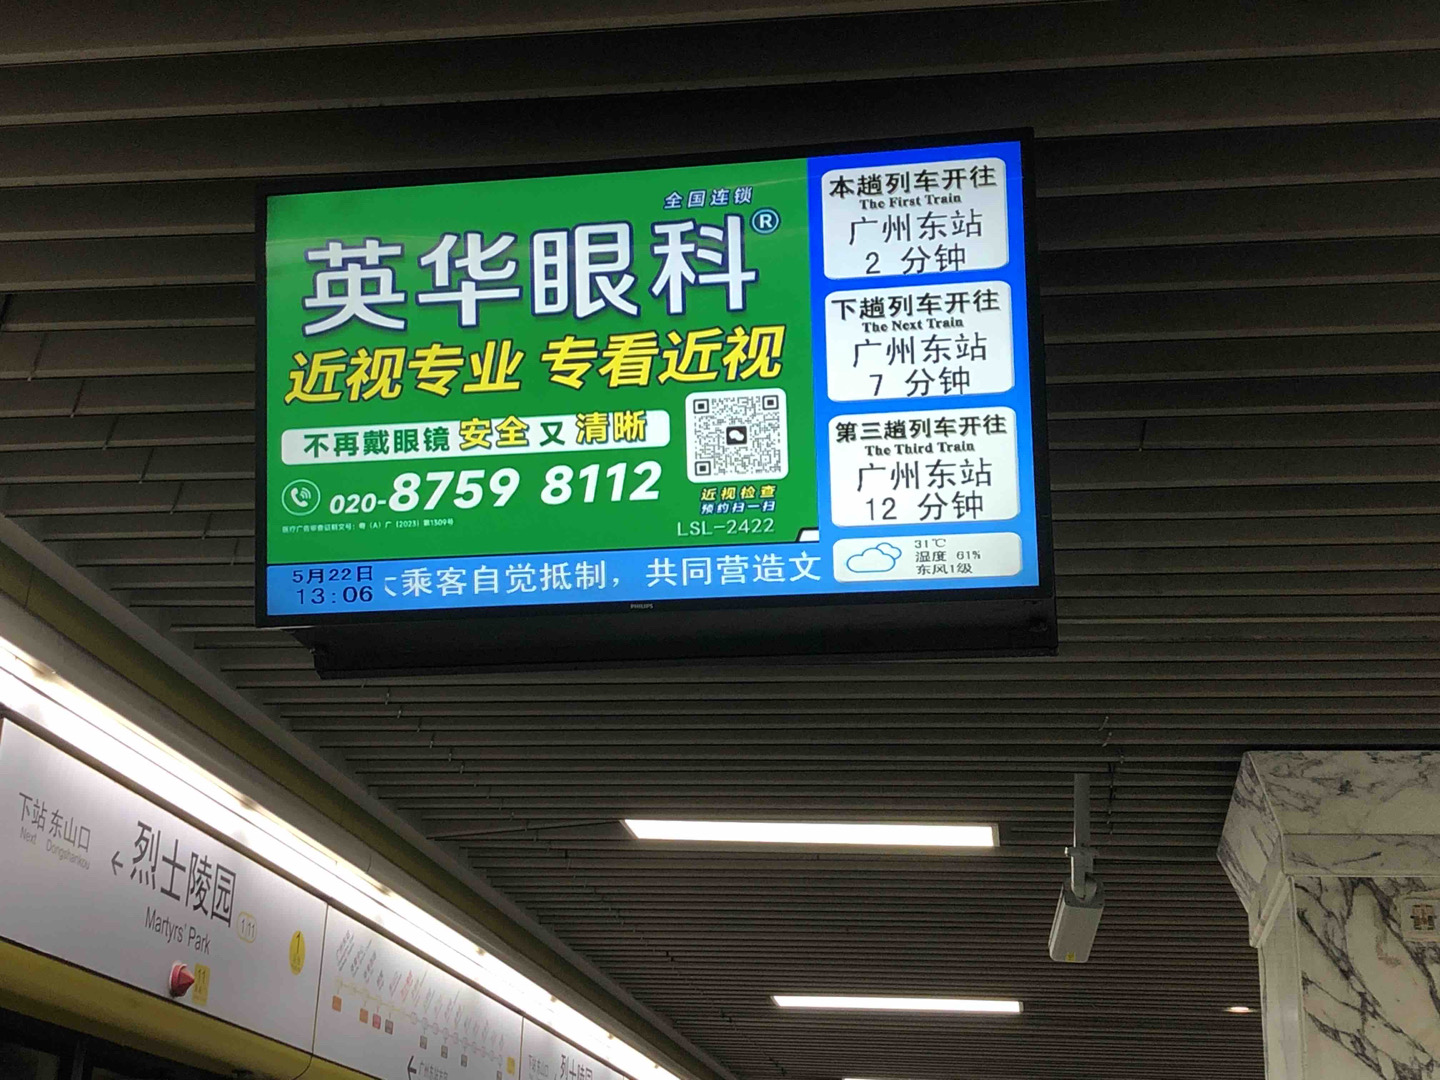 全国连锁
英华眼科®
近视专业 专看近视
不再戴眼镜 安全 又 清晰
020-8759 8112
近视检查
预约扫一扫
LSL-2422
5月22日
13:06
乘客自觉抵制，共同营造文
PHILIPS
本趟列车开往
The First Train
广州东站
2 分钟
下趟列车开往
The Next Train
广州东站
7 分钟
第三趟列车开往
The Third Train
广州东站
12 分钟
31℃
湿度 61%
东风1级
下站 东山口
Next Dongshankou
← 烈士陵园
Martyrs' Park
1
11